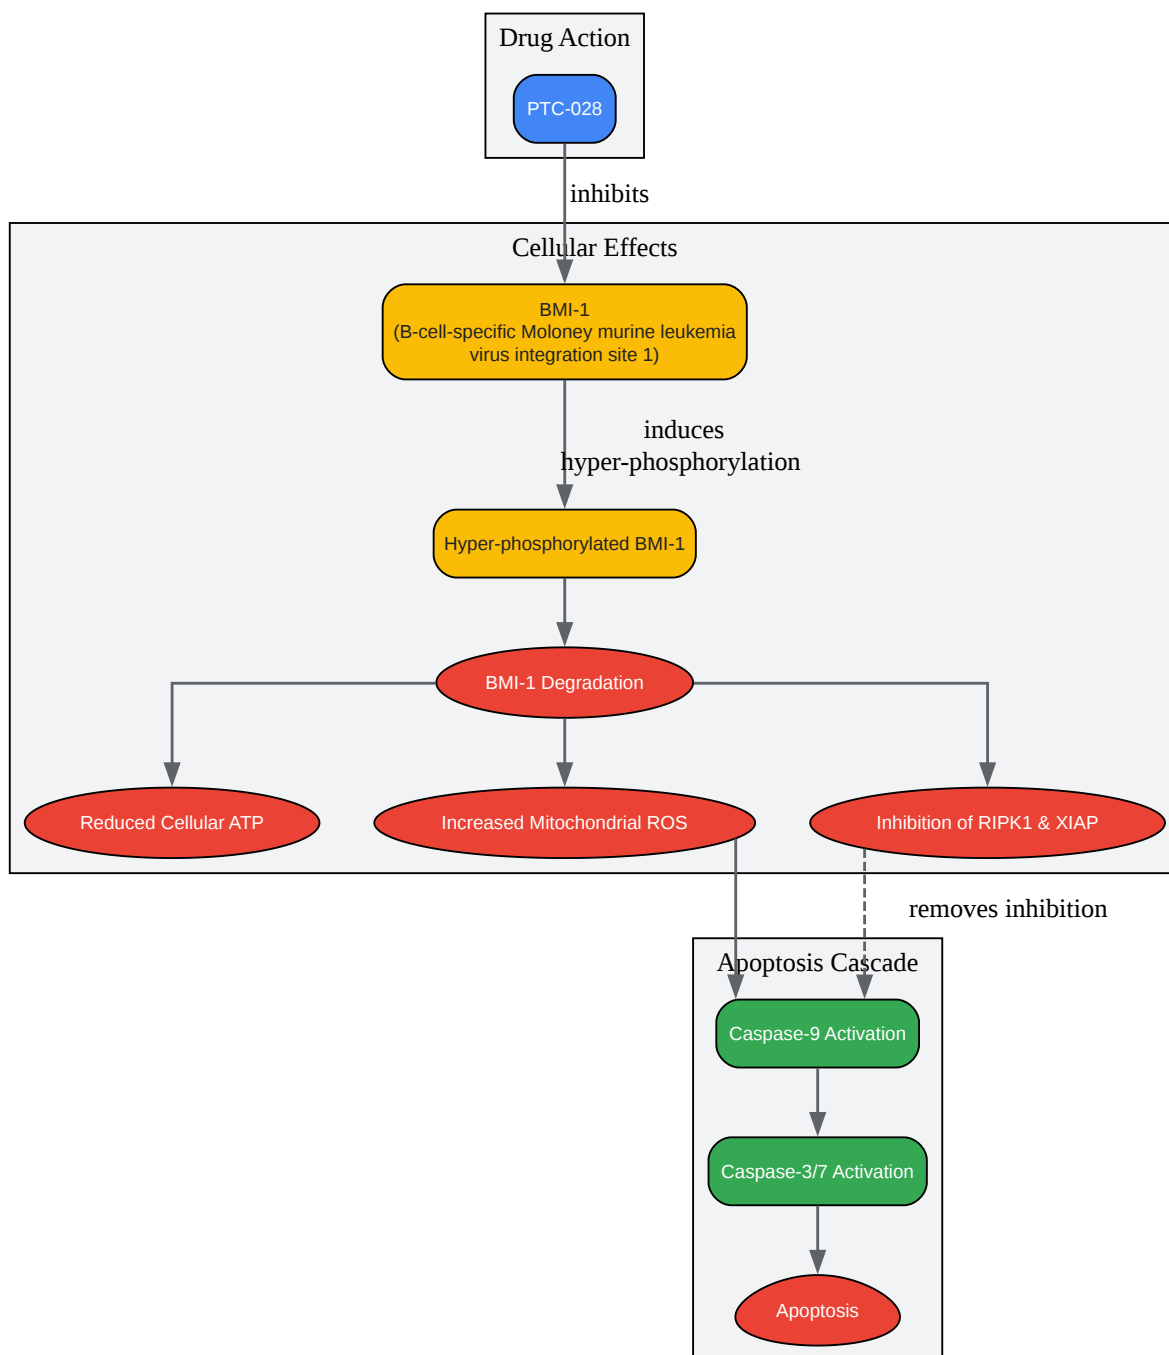 Drug Action
PTC-028
inhibits
Cellular Effects
BMI-1
(B-cell-specific Moloney murine leukemia
virus integration site 1)
induces
hyper-phosphorylation
Hyper-phosphorylated BMI-1
BMI-1 Degradation
Reduced Cellular ATP
Increased Mitochondrial ROS
Inhibition of RIPK1 & XIAP
removes inhibition
Apoptosis Cascade
Caspase-9 Activation
Caspase-3/7 Activation
Apoptosis